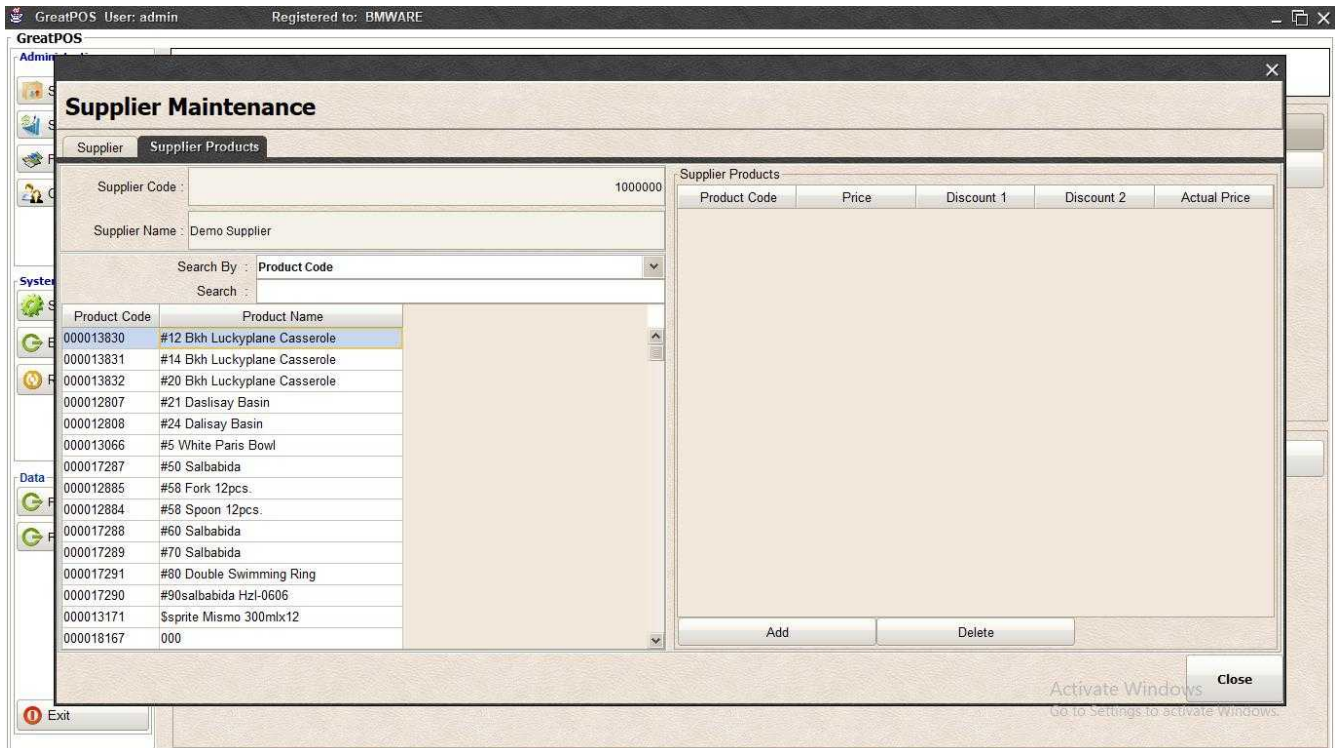 GreatPOS User: admin Registered to: BMWARE
GreatPOS
Supplier Maintenance
Supplier Supplier Products
Supplier Code : 1000000
Supplier Name : Demo Supplier
Search By : Product Code
Search :
Product Code Product Name
000013830 #12 Bkh Luckyplane Casserole
000013831 #14 Bkh Luckyplane Casserole
000013832 #20 Bkh Luckyplane Casserole
000012807 #21 Daslisay Basin
000012808 #24 Dalisay Basin
000013066 #5 White Paris Bowl
000017287 #50 Salbabida
000012885 #58 Fork 12pcs.
000012884 #58 Spoon 12pcs.
000017288 #60 Salbabida
000017289 #70 Salbabida
000017291 #80 Double Swimming Ring
000017290 #90salbabida Hzl-0606
000013171 $sprite Mismo 300mlx12
000018167 000
Supplier Products
Product Code Price Discount 1 Discount 2 Actual Price
Add Delete
Close
Activate Windows
Go to Settings to activate Windows.
Data
Exit